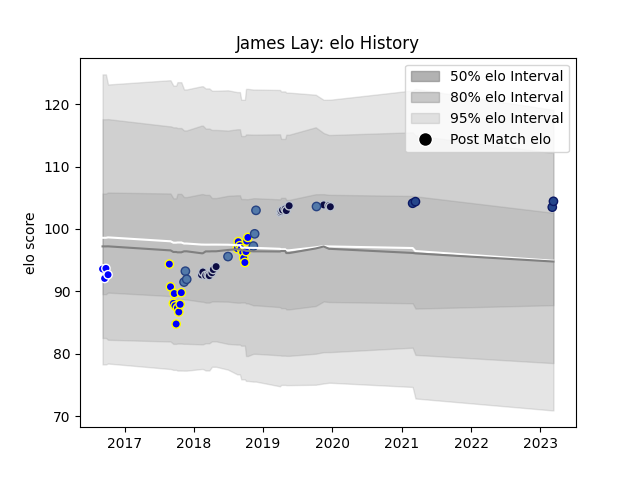 James Lay: elo History
50% elo Interval
80% elo Interval
95% elo Interval
Post Match elo
elo score
120
110
100
90
80
70
2017
2018
2019
2020
2021
2022
2023